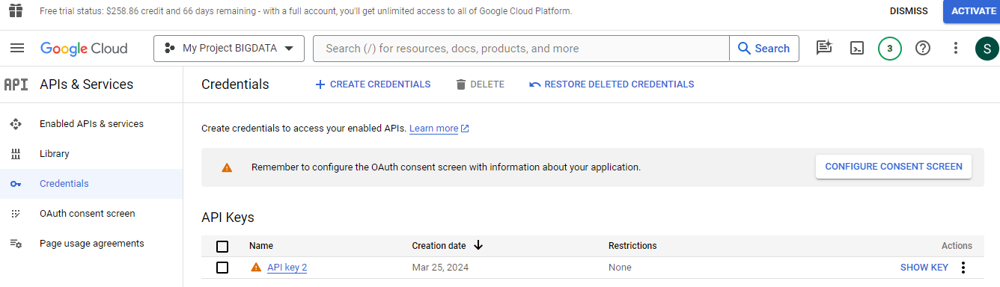 Free trial status: $258.86 credit and 66 days remaining - with a full account, you'll get unlimited access to all of Google Cloud Platform. DISMISS ACTIVATE
Google Cloud My Project BIGDATA Search (/) for resources, docs, products, and more Search 3 S
API APIs & Services Credentials CREATE CREDENTIALS DELETE RESTORE DELETED CREDENTIALS
Enabled APIs & services
Library
Credentials
OAuth consent screen
Page usage agreements
Create credentials to access your enabled APIs. Learn more
Remember to configure the OAuth consent screen with information about your application. CONFIGURE CONSENT SCREEN
API Keys
Name Creation date Restrictions Actions
API key 2 Mar 25, 2024 None SHOW KEY